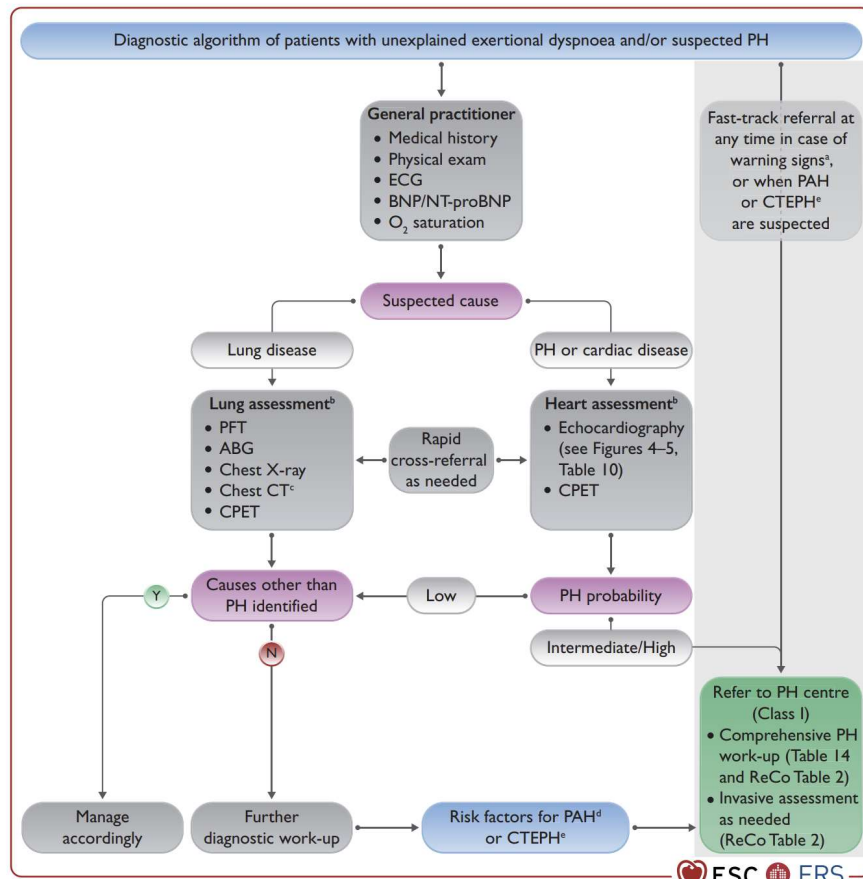 Diagnostic algorithm of patients with unexplained exertional dyspnoea and/or suspected PH
General practitioner
• Medical history
• Physical exam
• ECG
• BNP/NT-proBNP
• O₂ saturation
Fast-track referral at
any time in case of
warning signsᵃ,
or when PAH
or CTEPHᵉ
are suspected
Suspected cause
Lung disease
PH or cardiac disease
Lung assessmentᵇ
• PFT
• ABG
• Chest X-ray
• Chest CTᶜ
• CPET
Rapid
cross-referral
as needed
Heart assessmentᵇ
• Echocardiography
(see Figures 4–5,
Table 10)
• CPET
Y
Causes other than
PH identified
Low
PH probability
N
Intermediate/High
Refer to PH centre
(Class I)
• Comprehensive PH
work-up (Table 14
and ReCo Table 2)
• Invasive assessment
as needed
(ReCo Table 2)
Manage
accordingly
Further
diagnostic work-up
Risk factors for PAHᵈ
or CTEPHᵉ
ESC ERS